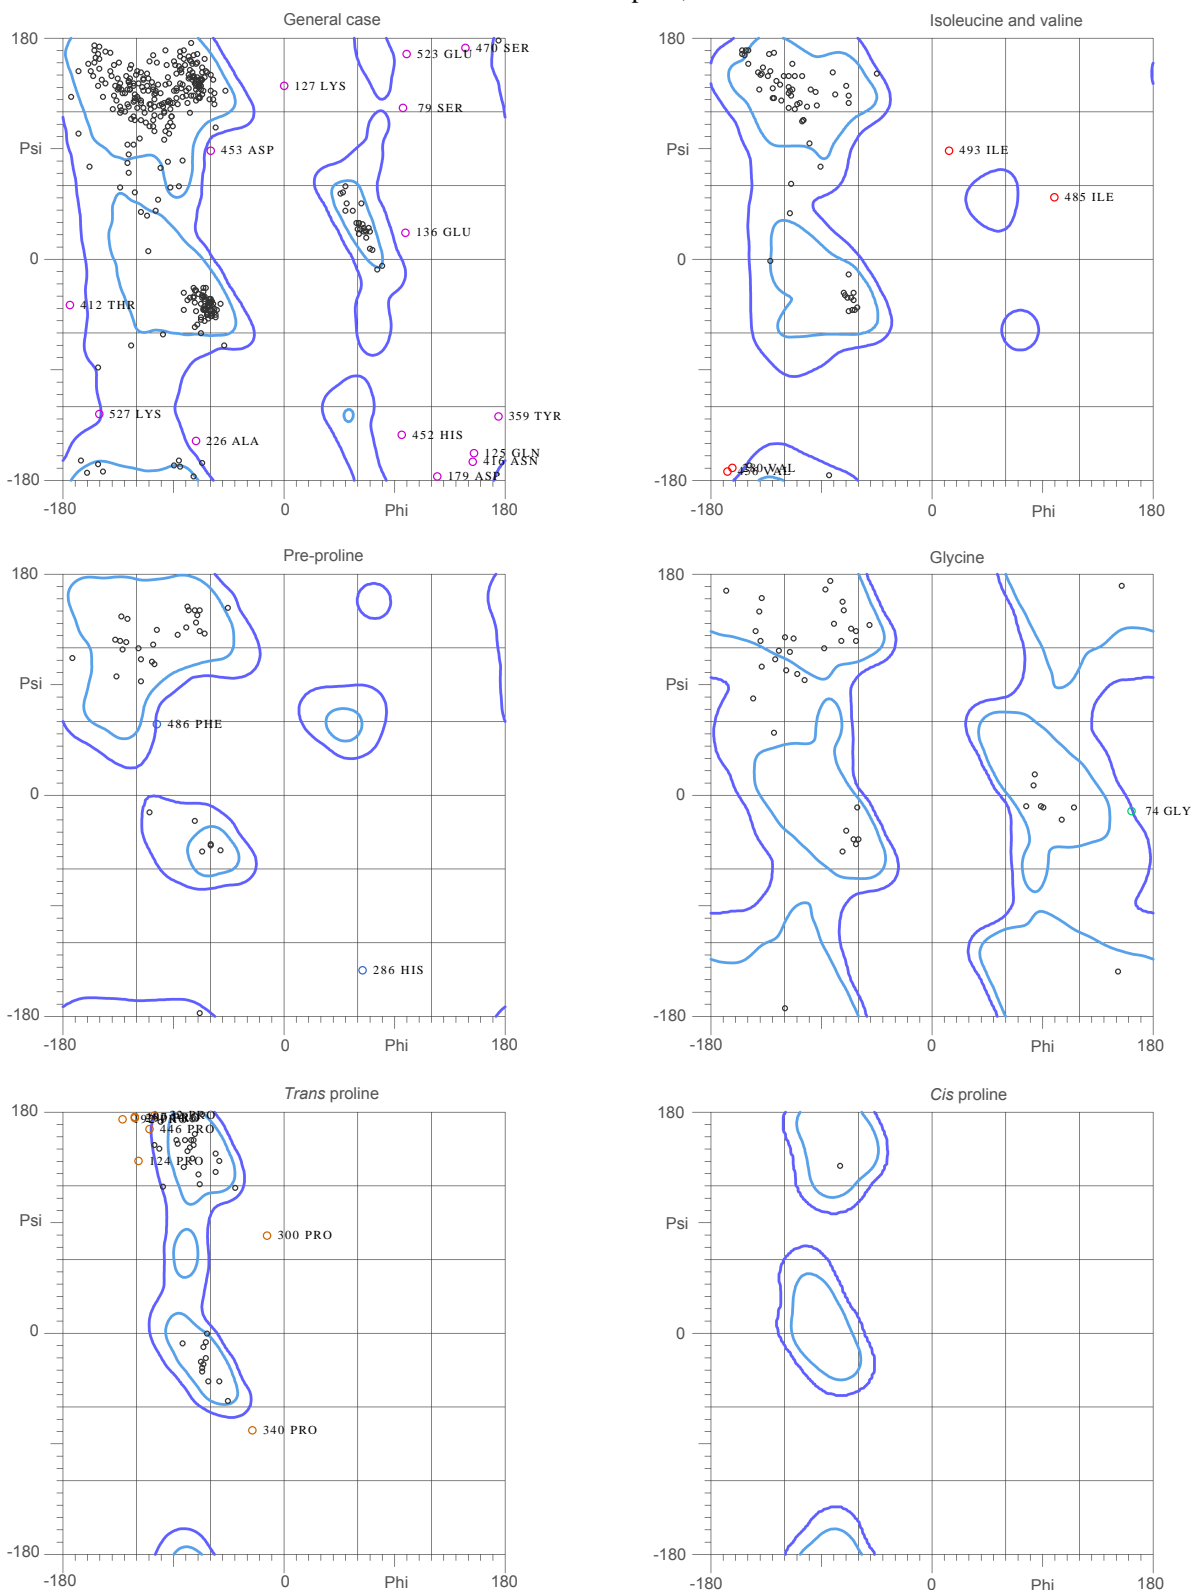 General case
180
Psi
0
-180
-180
0
Phi
180
470 SER
523 GLU
127 LYS
79 SER
453 ASP
136 GLU
412 THR
527 LYS
359 TYR
226 ALA
452 HIS
125 GLN
416 ASN
179 ASP
Isoleucine and valine
180
Psi
0
-180
-180
0
Phi
180
493 ILE
485 ILE
VAL
VAL
Pre-proline
180
Psi
0
-180
-180
0
Phi
180
486 PHE
286 HIS
Glycine
180
Psi
0
-180
-180
0
Phi
180
74 GLY
Trans proline
180
Psi
0
-180
-180
0
Phi
180
PRO
446 PRO
124 PRO
300 PRO
340 PRO
Cis proline
180
Psi
0
-180
-180
0
Phi
180